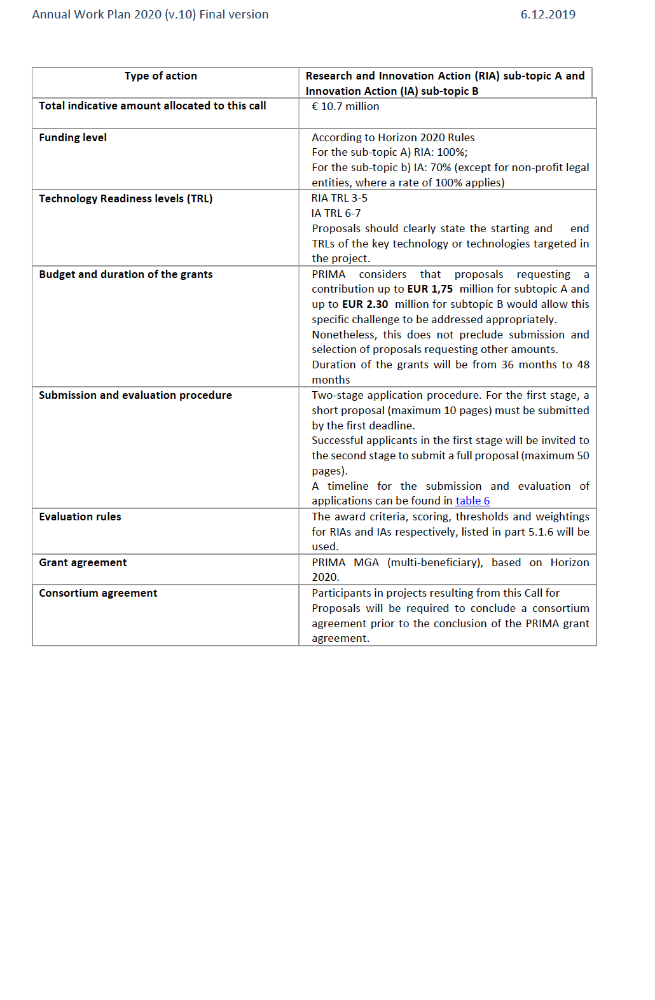 Annual Work Plan 2020 (v.10) Final version 6.12.2019
Type of action
Research and Innovation Action (RIA) sub-topic A and
Innovation Action (IA) sub-topic B
Total indicative amount allocated to this call
€ 10.7 million
Funding level
According to Horizon 2020 Rules
For the sub-topic A) RIA: 100%;
For the sub-topic b) IA: 70% (except for non-profit legal
entities, where a rate of 100% applies)
Technology Readiness levels (TRL)
RIA TRL 3-5
IA TRL 6-7
Proposals should clearly state the starting and end
TRLs of the key technology or technologies targeted in
the project.
Budget and duration of the grants
PRIMA considers that proposals requesting a
contribution up to EUR 1,75 million for subtopic A and
up to EUR 2.30 million for subtopic B would allow this
specific challenge to be addressed appropriately.
Nonetheless, this does not preclude submission and
selection of proposals requesting other amounts.
Duration of the grants will be from 36 months to 48
months
Submission and evaluation procedure
Two-stage application procedure. For the first stage, a
short proposal (maximum 10 pages) must be submitted
by the first deadline.
Successful applicants in the first stage will be invited to
the second stage to submit a full proposal (maximum 50
pages).
A timeline for the submission and evaluation of
applications can be found in table 6
Evaluation rules
The award criteria, scoring, thresholds and weightings
for RIAs and IAs respectively, listed in part 5.1.6 will be
used.
Grant agreement
PRIMA MGA (multi-beneficiary), based on Horizon
2020.
Consortium agreement
Participants in projects resulting from this Call for
Proposals will be required to conclude a consortium
agreement prior to the conclusion of the PRIMA grant
agreement.